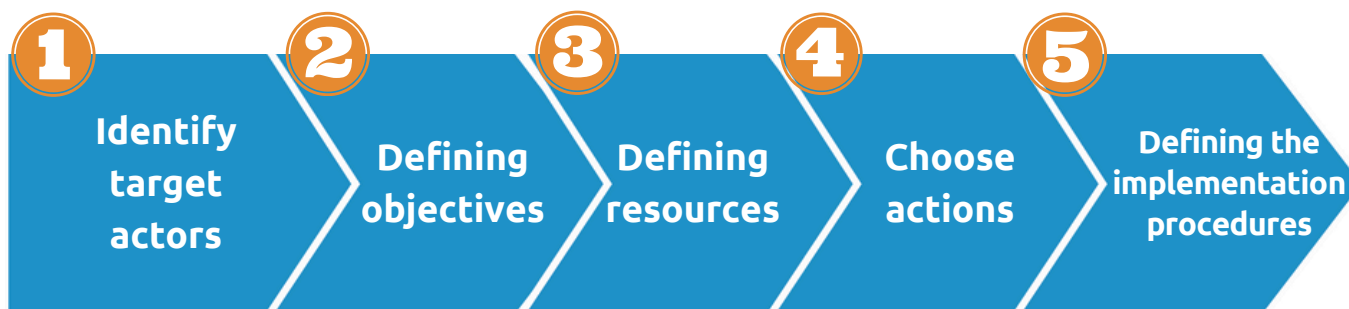 1
Identify
target
actors
2
Defining
objectives
3
Defining
resources
4
Choose
actions
5
Defining the
implementation
procedures